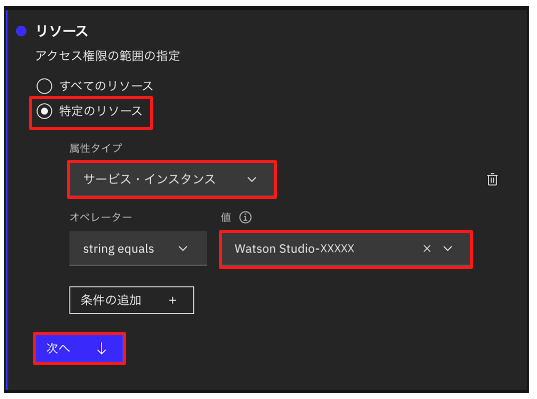 リソース
アクセス権限の範囲の指定
すべてのリソース
特定のリソース
属性タイプ
サービス・インスタンス
オペレーター 値
string equals Watson Studio-XXXXX
条件の追加 +
次へ ↓